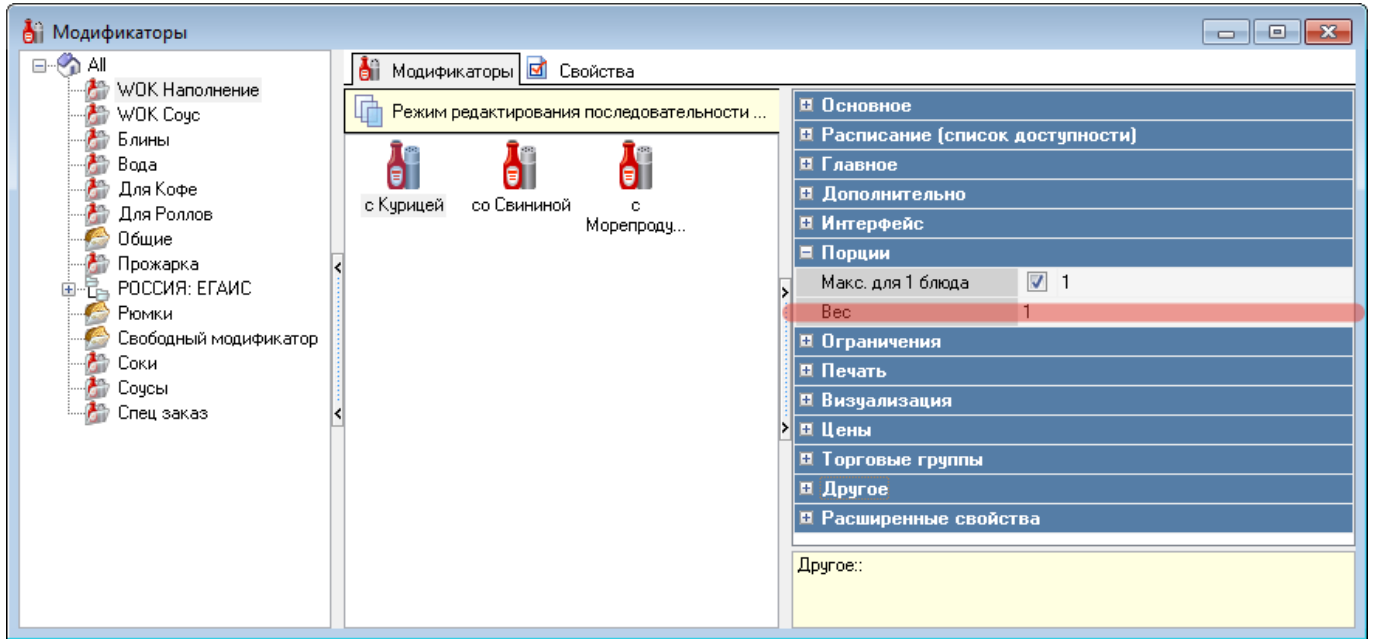 Модификаторы
All
WOK Наполнение
WOK Соус
Блины
Вода
Для Кофе
Для Роллов
Общие
Прожарка
РОССИЯ: ЕГАИС
Рюмки
Свободный модификатор
Соки
Соусы
Спец заказ
Модификаторы Свойства
Режим редактирования последовательности ...
с Курицей со Свининой с
Морепроду...
Основное
Расписание (список доступности)
Главное
Дополнительно
Интерфейс
Порции
Макс. для 1 блюда 1
Вес 1
Ограничения
Печать
Визуализация
Цены
Торговые группы
Другое
Расширенные свойства
Другое::